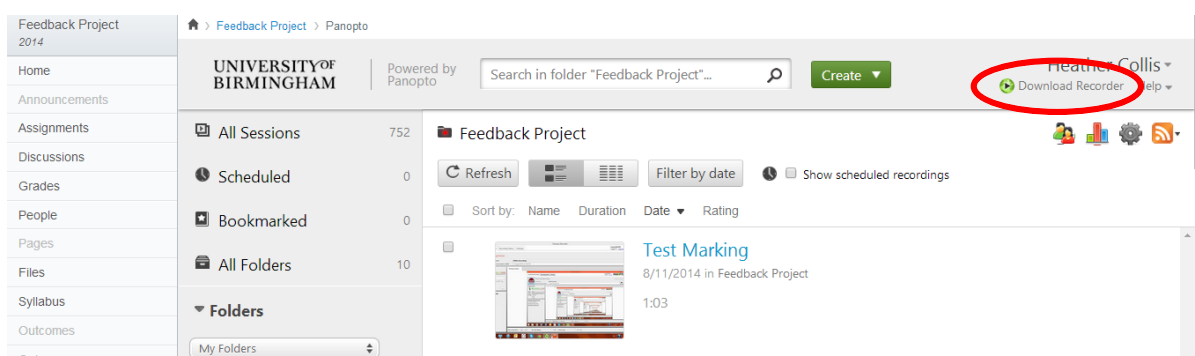 Feedback Project
2014
Home
Announcements
Assignments
Discussions
Grades
People
Pages
Files
Syllabus
Outcomes
> Feedback Project > Panopto
UNIVERSITY OF
BIRMINGHAM
Powered by
Panopto
Search in folder "Feedback Project"...
Create
Heather Collis
Download Recorder Help
All Sessions 752
Scheduled 0
Bookmarked 0
All Folders 10
Folders
My Folders
Feedback Project
Refresh
Filter by date
Show scheduled recordings
Sort by: Name Duration Date Rating
Test Marking
8/11/2014 in Feedback Project
1:03